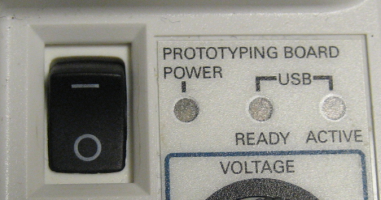 PROTOTYPING BOARD
POWER USB
READY ACTIVE
VOLTAGE